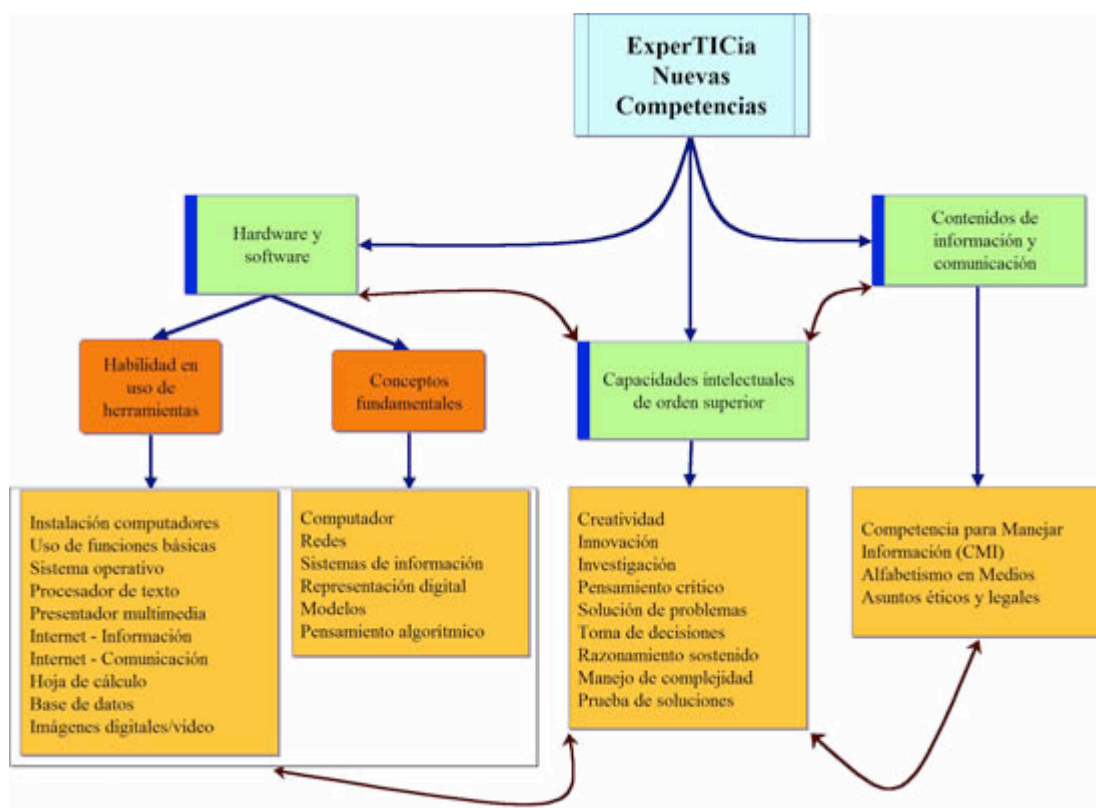 ExperTICia
Nuevas
Competencias
Hardware y
software
Contenidos de
información y
comunicación
Habilidad en
uso de
herramientas
Conceptos
fundamentales
Capacidades intelectuales
de orden superior
Instalación computadores
Uso de funciones básicas
Sistema operativo
Procesador de texto
Presentador multimedia
Internet - Información
Internet - Comunicación
Hoja de cálculo
Base de datos
Imágenes digitales/video
Computador
Redes
Sistemas de información
Representación digital
Modelos
Pensamiento algorítmico
Creatividad
Innovación
Investigación
Pensamiento crítico
Solución de problemas
Toma de decisiones
Razonamiento sostenido
Manejo de complejidad
Prueba de soluciones
Competencia para Manejar
Información (CMI)
Alfabetismo en Medios
Asuntos éticos y legales